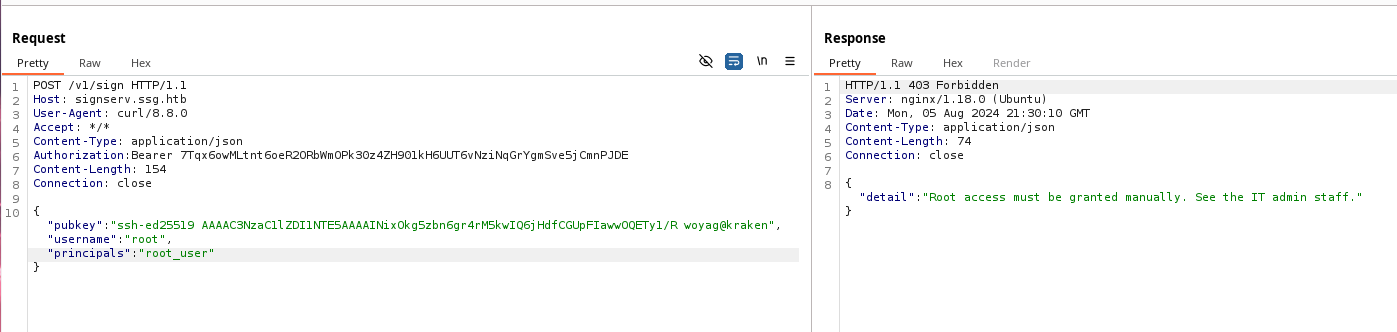 Request
Pretty Raw Hex \n
1 POST /v1/sign HTTP/1.1
2 Host: signserv.ssg.htb
3 User-Agent: curl/8.8.0
4 Accept: */*
5 Content-Type: application/json
6 Authorization:Bearer 7Tqx6owMLtnt6oeR2ORbWmOPk30z4ZH901kH6UUT6vNziNqGrYgmSve5jCmnPJDE
7 Content-Length: 154
8 Connection: close
9
10 {
"pubkey":"ssh-ed25519 AAAAC3NzaC1lZDI1NTE5AAAAINixOkg5zbn6gr4rM5kwIQ6jHdfCGUpFIawwOQETy1/R woyag@kraken",
"username":"root",
"principals":"root_user"
}
Response
Pretty Raw Hex Render
1 HTTP/1.1 403 Forbidden
2 Server: nginx/1.18.0 (Ubuntu)
3 Date: Mon, 05 Aug 2024 21:30:10 GMT
4 Content-Type: application/json
5 Content-Length: 74
6 Connection: close
7
8 {
"detail":"Root access must be granted manually. See the IT admin staff."
}